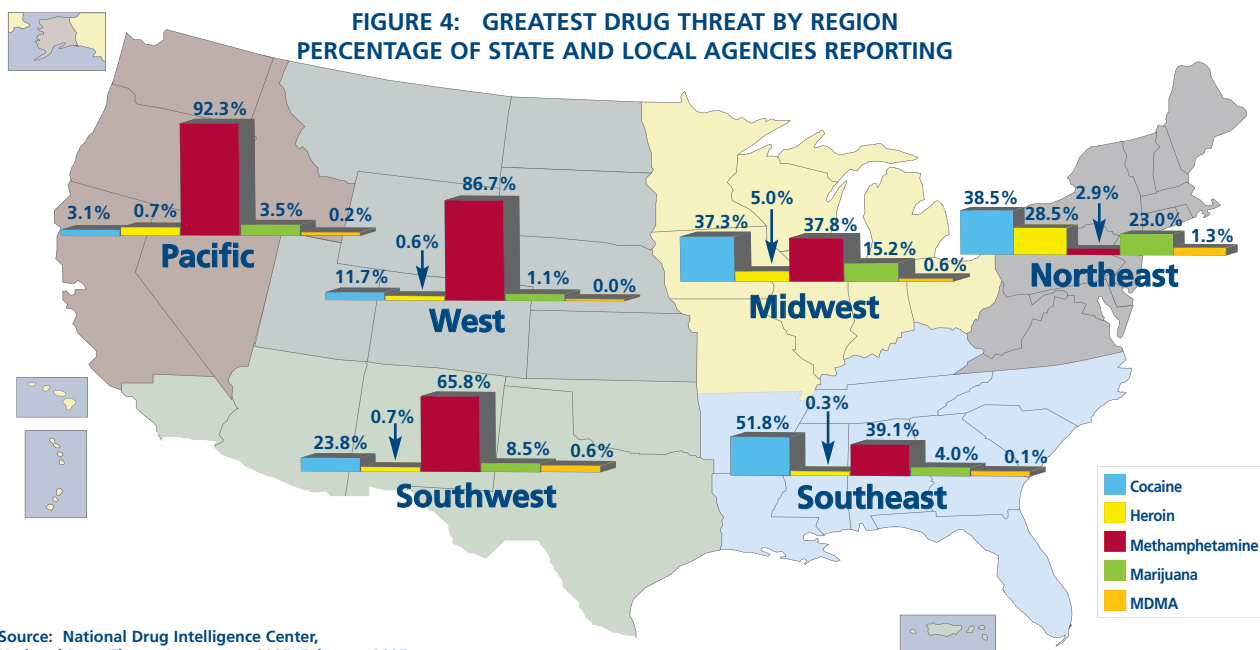 FIGURE 4: GREATEST DRUG THREAT BY REGION
PERCENTAGE OF STATE AND LOCAL AGENCIES REPORTING
3.1%
0.7%
92.3%
3.5%
0.2%
Pacific
11.7%
0.6%
86.7%
1.1%
0.0%
West
37.3%
5.0%
37.8%
15.2%
0.6%
Midwest
38.5%
28.5%
2.9%
23.0%
1.3%
Northeast
23.8%
0.7%
65.8%
8.5%
0.6%
Southwest
51.8%
0.3%
39.1%
4.0%
0.1%
Southeast
Cocaine
Heroin
Methamphetamine
Marijuana
MDMA
Source: National Drug Intelligence Center,